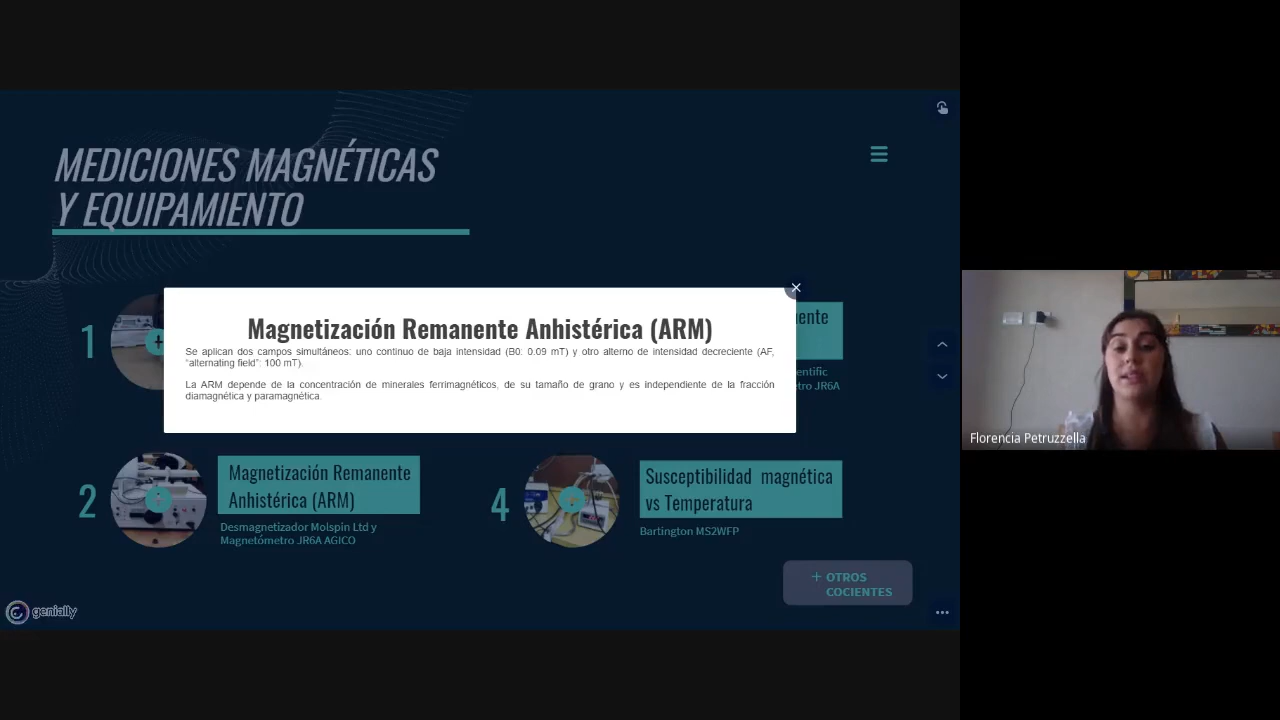 MEDICIONES MAGNÉTICAS
Y EQUIPAMIENTO
Magnetización Remanente Anhistérica (ARM)
Se aplican dos campos simultáneos: uno continuo de baja intensidad (B0: 0.09 mT) y otro alterno de intensidad decreciente (AF,
"alternating field": 100 mT).
La ARM depende de la concentración de minerales ferrimagnéticos, de su tamaño de grano y es independiente de la fracción
diamagnética y paramagnética.
1
2
Magnetización Remanente
Anhistérica (ARM)
Desmagnetizador Molspin Ltd y
Magnetómetro JR6A AGICO
4
Susceptibilidad magnética
vs Temperatura
Bartington MS2WFP
+ OTROS
COCIENTES
genially
Florencia Petruzzella